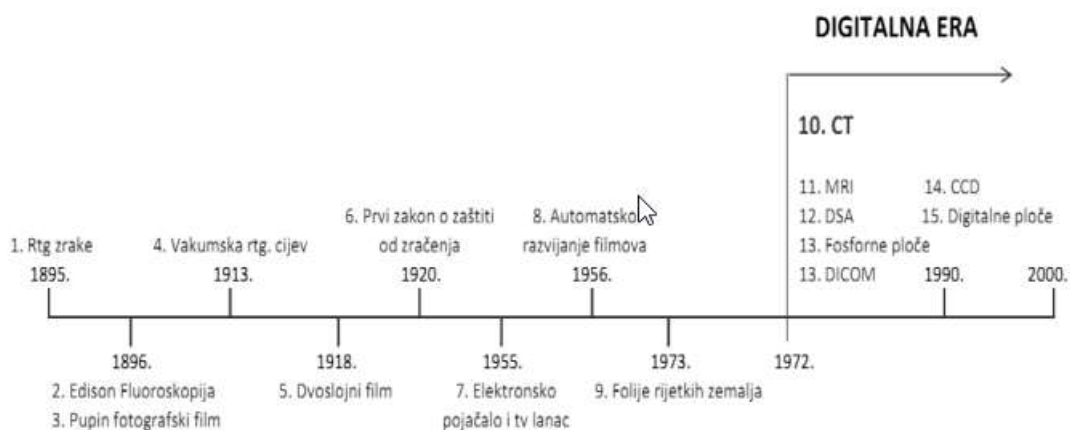 DIGITALNA ERA
10. CT
11. MRI
12. DSA
13. Fosforne ploče
13. DICOM
14. CCD
15. Digitalne ploče
1990.
2000.
1. Rtg zrake
1895.
4. Vakumska rtg. cijev
1913.
6. Prvi zakon o zaštiti
od zračenja
1920.
8. Automatsko
razvijanje filmova
1956.
1896.
2. Edison Fluoroskopija
3. Pupin fotografski film
1918.
5. Dvoslojni film
1955.
7. Elektronsko
pojačalo i tv lanac
1973.
9. Folije rijetkih zemalja
1972.